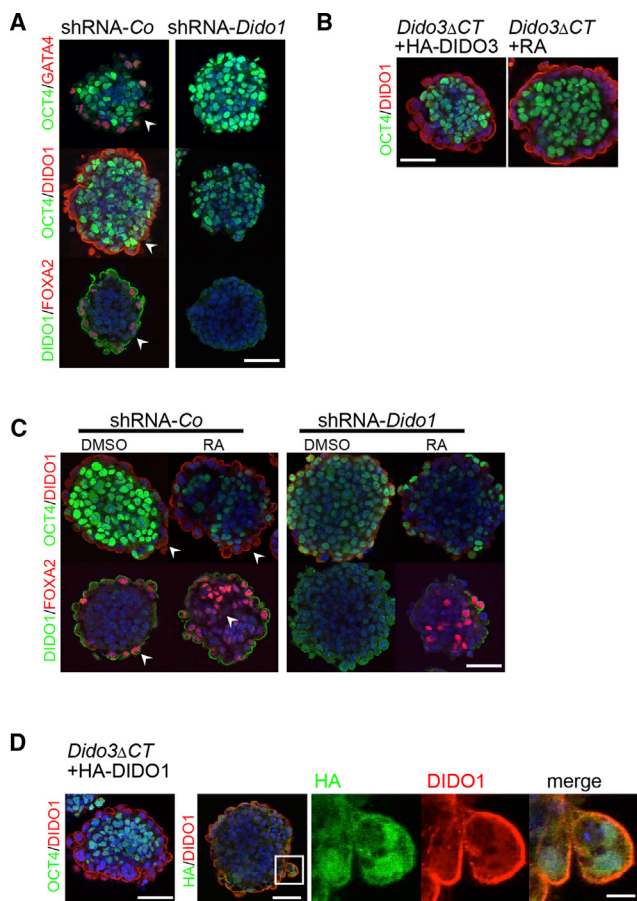 A
shRNA-Co
shRNA-Dido1
OCT4/GATA4
OCT4/DIDO1
DIDO1/FOXA2
B
Dido3ΔCT
+HA-DIDO3
Dido3ΔCT
+RA
OCT4/DIDO1
C
shRNA-Co
shRNA-Dido1
DMSO
RA
DMSO
RA
OCT4/DIDO1
DIDO1/FOXA2
D
Dido3ΔCT
+HA-DIDO1
HA
DIDO1
merge
OCT4/DIDO1
HA/DIDO1